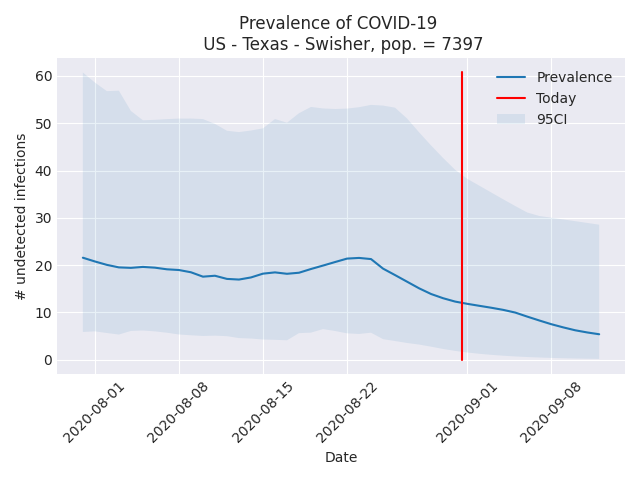 Prevalence of COVID-19
US - Texas - Swisher, pop. = 7397
Prevalence
Today
95CI
# undetected infections
60
50
40
30
20
10
0
2020-08-01
2020-08-08
2020-08-15
2020-08-22
2020-09-01
2020-09-08
Date